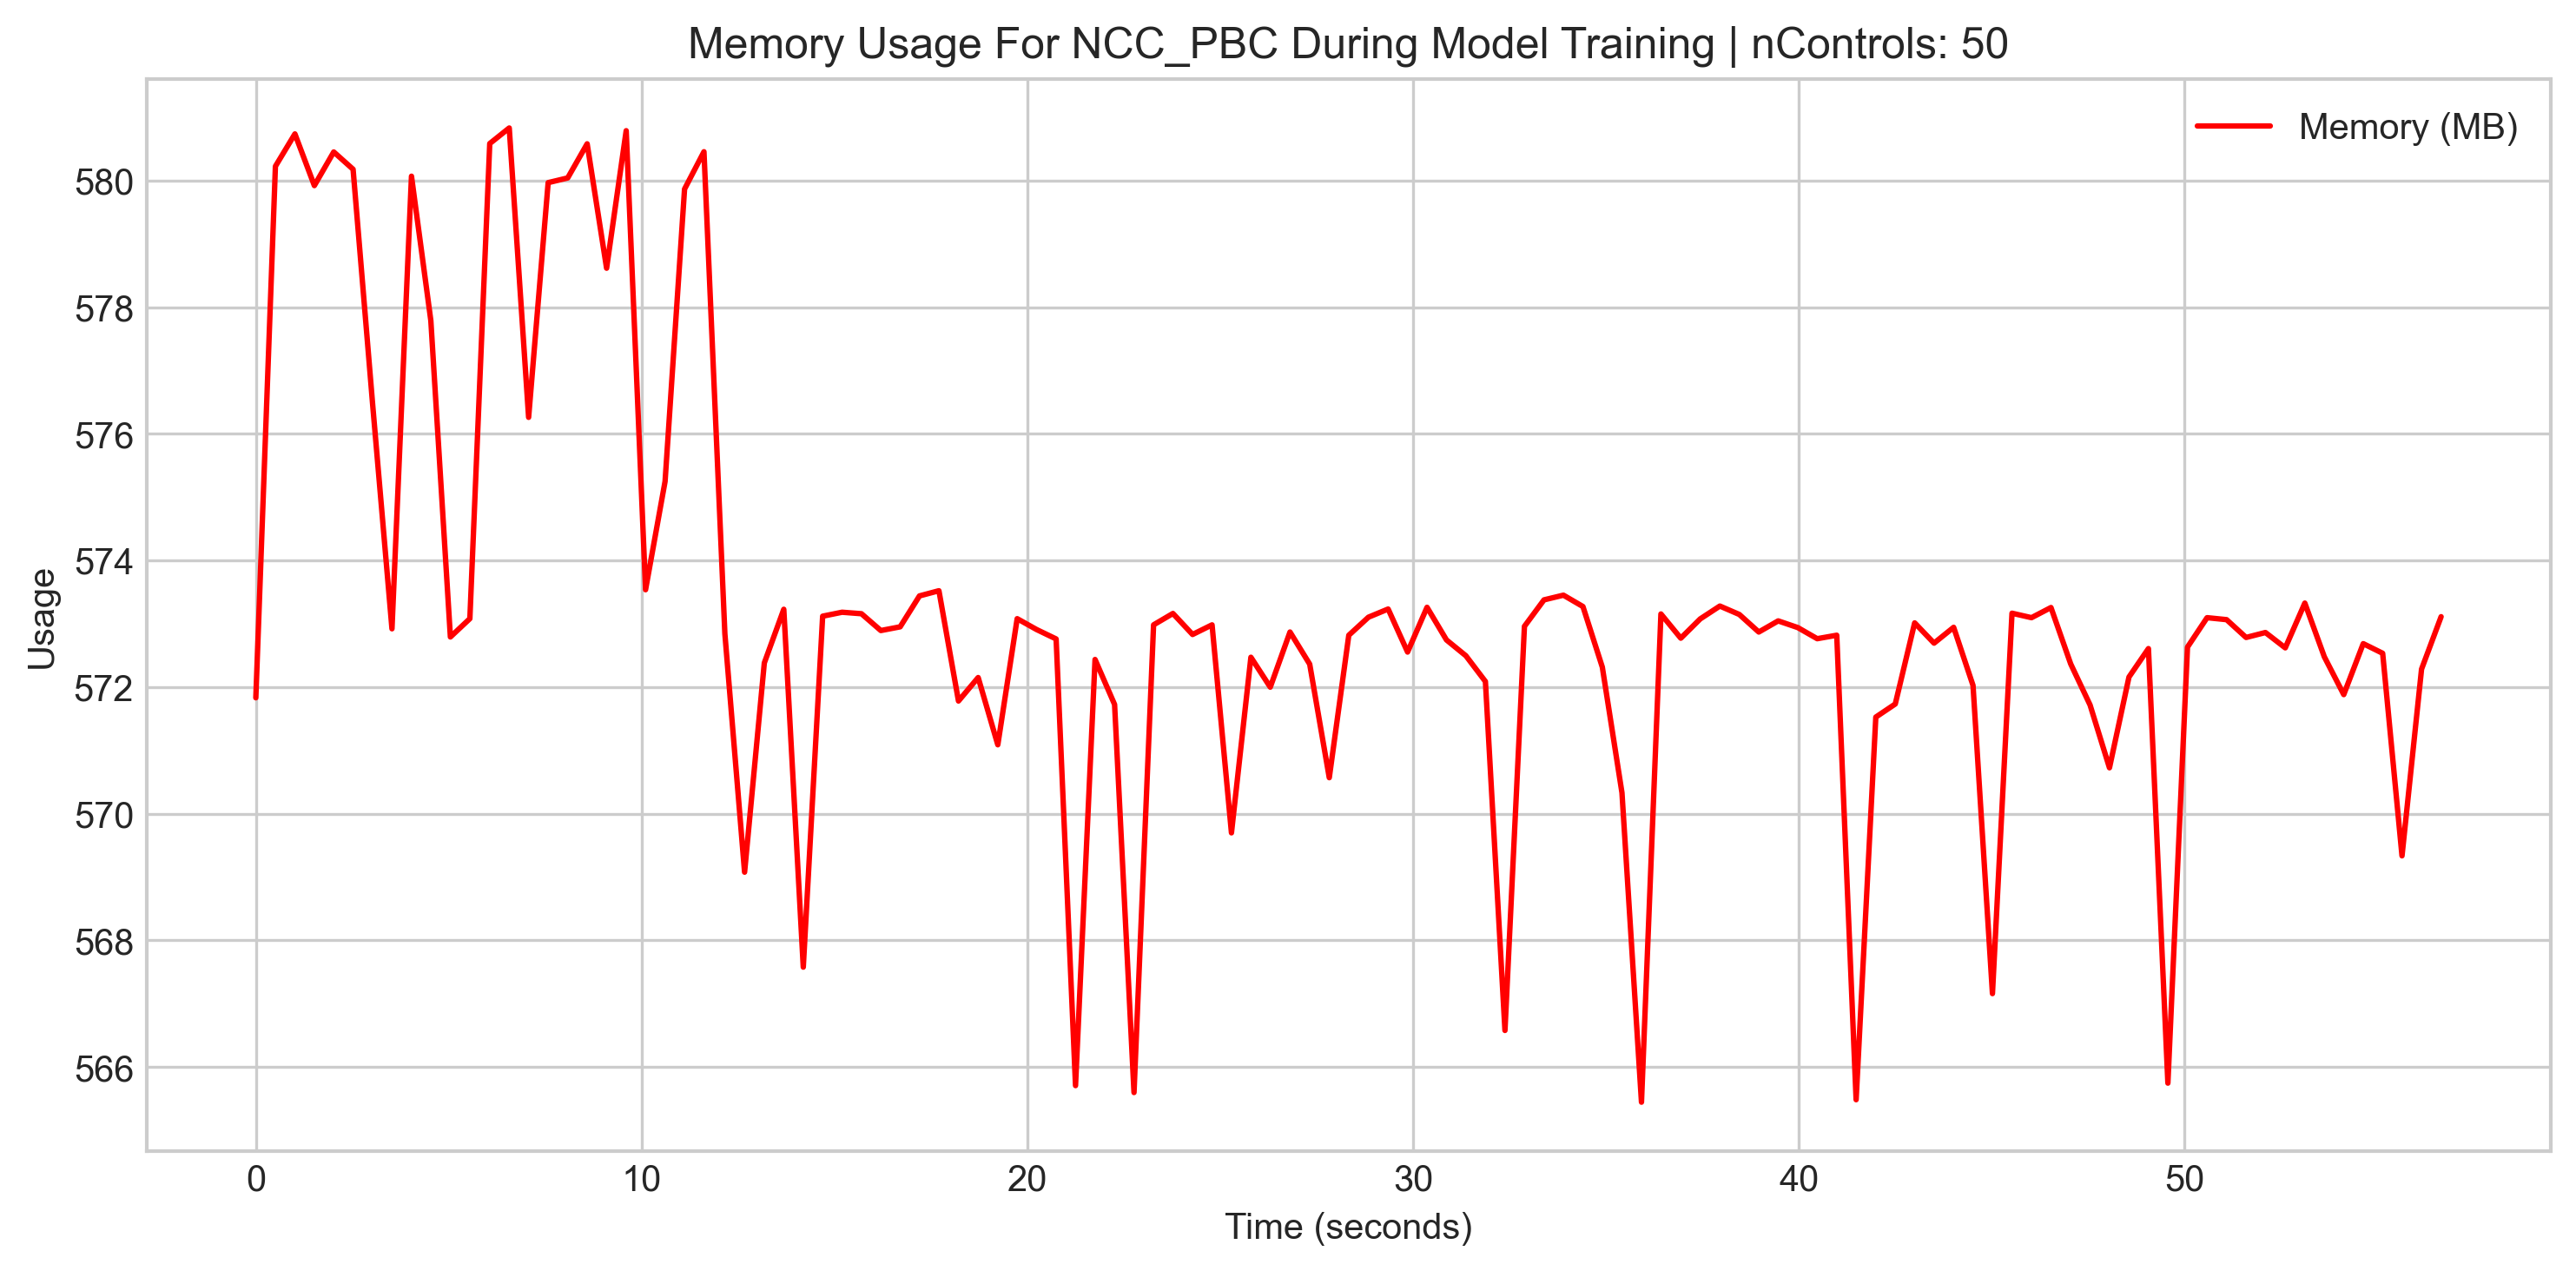 Memory Usage For NCC_PBC During Model Training | nControls: 50
Memory (MB)
580
578
576
574
572
570
568
566
Usage
0 10 20 30 40 50
Time (seconds)